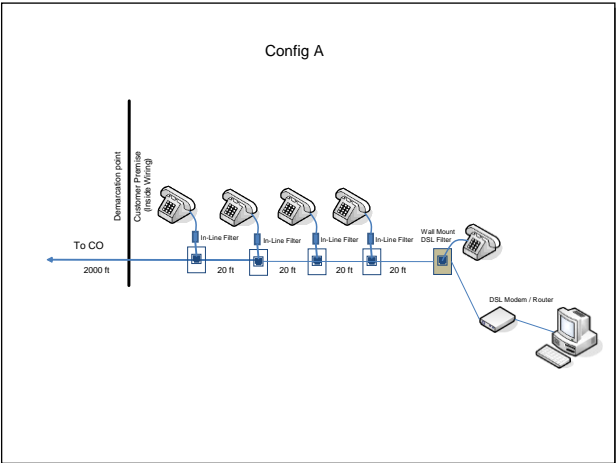 Config A
Demarcation point
Customer Premise
(Inside Wiring)
To CO
2000 ft
In-Line Filter
In-Line Filter
In-Line Filter
In-Line Filter
Wall Mount
DSL Filter
20 ft
20 ft
20 ft
20 ft
DSL Modem / Router